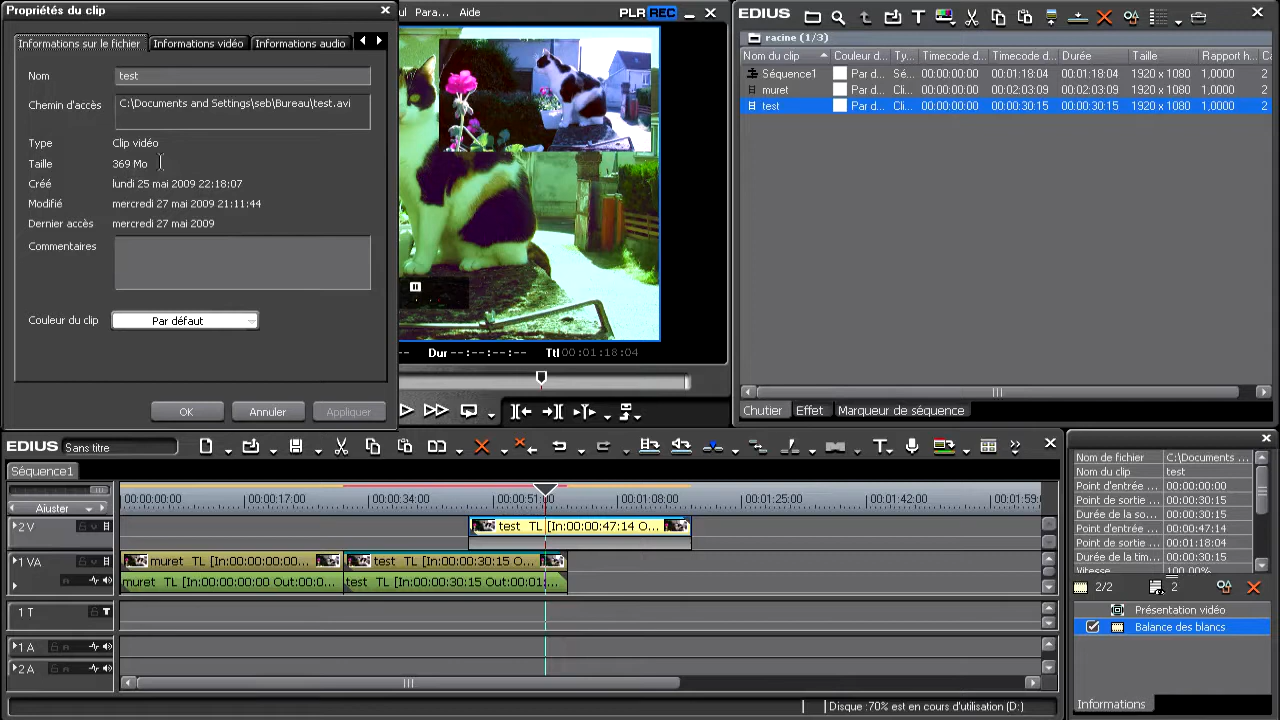 Propriétés du clip
Informations sur le fichier
Informations vidéo
Informations audio
Nom
test
Chemin d'accès
C:\Documents and Settings\seb\Bureau\test.avi
Type
Clip vidéo
Taille
369 Mo
Créé
lundi 25 mai 2009 22:18:07
Modifié
mercredi 27 mai 2009 21:11:44
Dernier accès
mercredi 27 mai 2009
Commentaires
Couleur du clip
Par défaut
OK
Annuler
Appliquer
Para...
Aide
PLR REC
Dur --:--:--:--
Ttl 00:01:18:04
EDIUS
racine (1/3)
Nom du clip Couleur d... Ty... Timecode d... Timecode d... Durée Taille Rapport h...
Séquence1 Par d... Sé... 00:00:00:00 00:01:18:04 00:01:18:04 1920 x 1080 1,0000 2
muret Par d... Cli... 00:00:00:00 00:02:03:09 00:02:03:09 1920 x 1080 1,0000 2
test Par d... Cli... 00:00:00:00 00:00:30:15 00:00:30:15 1920 x 1080 1,0000 2
Chutier
Effet
Marqueur de séquence
EDIUS
Sans titre
Séquence1
Ajuster
00:00:00:00 00:00:17:00 00:00:34:00 00:00:51:00 00:01:08:00 00:01:25:00 00:01:42:00 00:01:59:0
2 V
test TL [In:00:00:47:14 O...
1 VA
muret TL [In:00:00:00:00...
test TL [In:00:00:30:15 O...
muret TL [In:00:00:00:00 Out:00:0...
test TL [In:00:00:30:15 Out:00:01:...
1 T
1 A
2 A
Nom de fichier C:\Documents ...
Nom du clip test
Point d'entrée ... 00:00:00:00
Point de sortie ... 00:00:30:15
Durée de la so... 00:00:30:15
Point d'entrée ... 00:00:47:14
Point de sortie ... 00:01:18:04
Durée de la tim... 00:00:30:15
Vitesse 100.00%
2/2
2
Présentation vidéo
Balance des blancs
Informations
Disque :70% est en cours d'utilisation (D:)